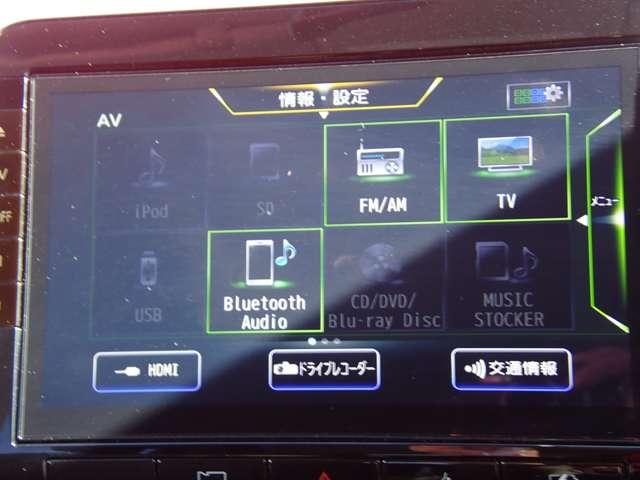 情報・設定
AV
iPod
SD
FM/AM
TV
メニュー
USB
Bluetooth
Audio
CD/DVD/
Blu-ray Disc
MUSIC
STOCKER
HDMI
ドライブレコーダー
交通情報